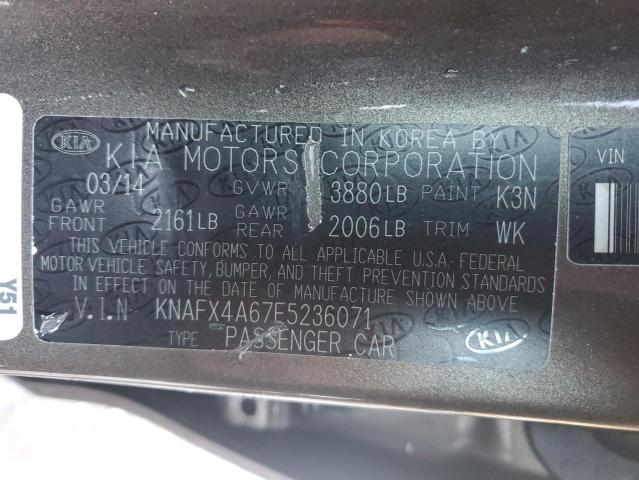 MANUFACTURED IN KOREA BY
KIA KIA MOTORS CORPORATION
03/14 GVWR 3880LB PAINT K3N
GAWR FRONT 2161LB GAWR REAR 2006LB TRIM WK
THIS VEHICLE CONFORMS TO ALL APPLICABLE U.S.A. FEDERAL
MOTOR VEHICLE SAFETY, BUMPER, AND THEFT PREVENTION STANDARDS
IN EFFECT ON THE DATE OF MANUFACTURE SHOWN ABOVE
V.I.N KNAFX4A67E5236071
TYPE PASSENGER CAR
KIA
VIN
Y51